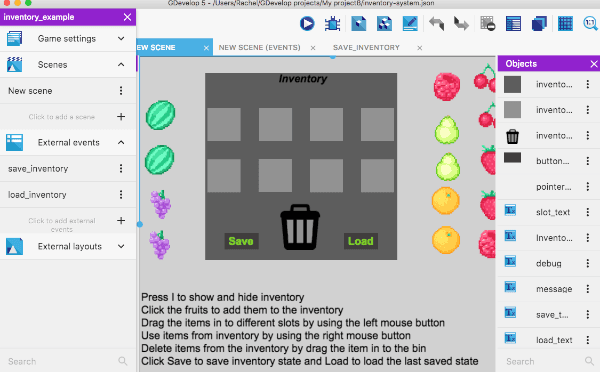 GDevelop 5 - /Users/Rachel/GDevelop projects/My project6/inventory-system.json
inventory_example
Game settings
Scenes
New scene
Click to add a scene
External events
save_inventory
load_inventory
Click to add external
events
External layouts
Search
NEW SCENE
NEW SCENE (EVENTS)
SAVE_INVENTORY
1:1
Inventory
Save
Load
Press I to show and hide inventory
Click the fruits to add them to the inventory
Drag the items in to different slots by using the left mouse button
Use items from inventory by using the right mouse button
Delete items from the inventory by drag the item in to the bin
Click Save to save inventory state and Load to load the last saved state
Objects
invento...
invento...
invento...
button...
pointer...
slot_text
Invento...
debug
message
save_t...
load_text
Search